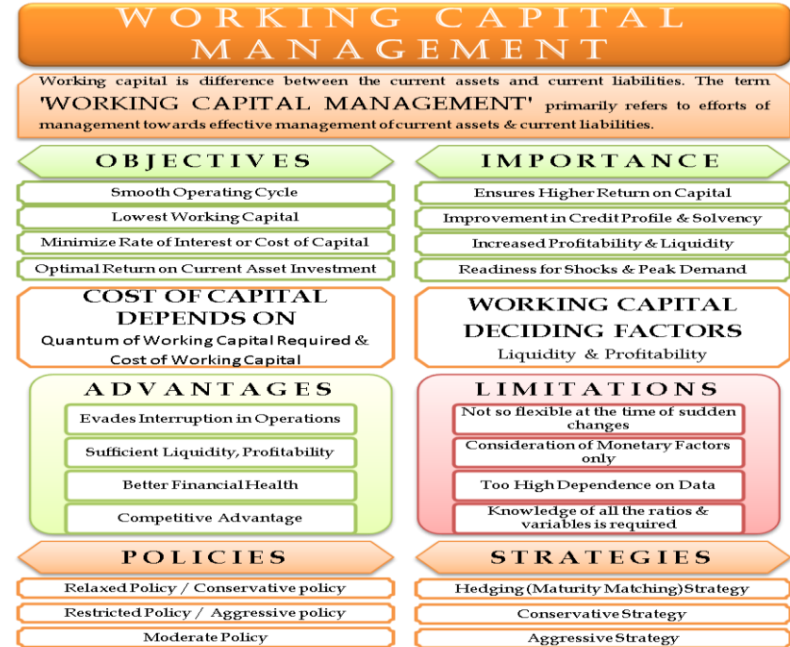 WORKING CAPITAL
MANAGEMENT
Working capital is difference between the current assets and current liabilities. The term
'WORKING CAPITAL MANAGEMENT' primarily refers to efforts of
management towards effective management of current assets & current liabilities.
OBJECTIVES
Smooth Operating Cycle
Lowest Working Capital
Minimize Rate of Interest or Cost of Capital
Optimal Return on Current Asset Investment
IMPORTANCE
Ensures Higher Return on Capital
Improvement in Credit Profile & Solvency
Increased Profitability & Liquidity
Readiness for Shocks & Peak Demand
COST OF CAPITAL
DEPENDS ON
Quantum of Working Capital Required &
Cost of Working Capital
WORKING CAPITAL
DECIDING FACTORS
Liquidity & Profitability
ADVANTAGES
Evades Interruption in Operations
Sufficient Liquidity, Profitability
Better Financial Health
Competitive Advantage
LIMITATIONS
Not so flexible at the time of sudden
changes
Consideration of Monetary Factors
only
Too High Dependence on Data
Knowledge of all the ratios &
variables is required
POLICIES
Relaxed Policy / Conservative policy
Restricted Policy / Aggressive policy
Moderate Policy
STRATEGIES
Hedging (Maturity Matching) Strategy
Conservative Strategy
Aggressive Strategy